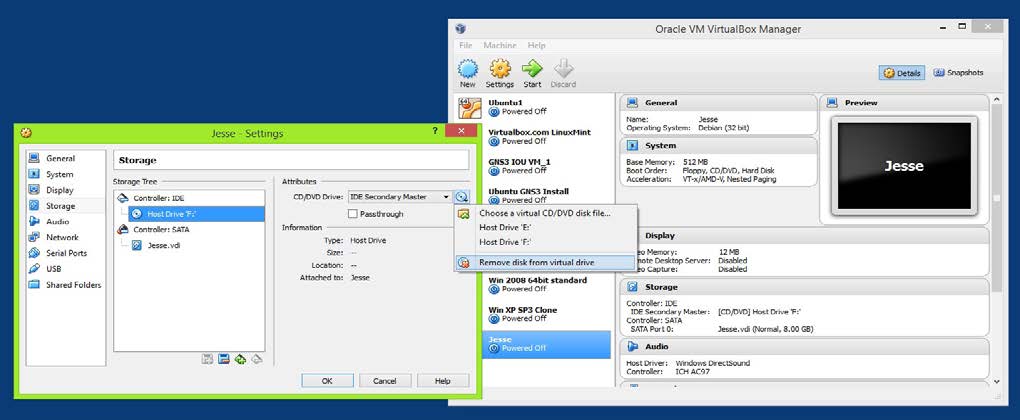 Oracle VM VirtualBox Manager
File Machine Help
New Settings Start Discard
Details Snapshots
Ubuntu1
Powered Off
Virtualbox.com LinuxMint
Powered Off
GNS3 IOU VM_1
Powered Off
Ubuntu GNS3 Install
Powered Off
Win 2008 64bit standard
Powered Off
Win XP SP3 Clone
Powered Off
Jesse
Powered Off
General
Name: Jesse
Operating System: Debian (32 bit)
System
Base Memory: 512 MB
Boot Order: Floppy, CD/DVD, Hard Disk
Acceleration: VT-x/AMD-V, Nested Paging
Preview
Jesse
Display
Memory: 12 MB
Desktop Server: Disabled
Video Capture: Disabled
Storage
Controller: IDE
IDE Secondary Master: [CD/DVD] Host Drive 'F:'
Controller: SATA
SATA Port 0: Jesse.vdi (Normal, 8.00 GB)
Audio
Host Driver: Windows DirectSound
Controller: ICH AC97
Jesse - Settings
?
General
System
Display
Storage
Audio
Network
Serial Ports
USB
Shared Folders
Storage
Storage Tree
Controller: IDE
Host Drive 'F:'
Controller: SATA
Jesse.vdi
Attributes
CD/DVD Drive: IDE Secondary Master
Passthrough
Information
Type: Host Drive
Size: --
Location: --
Attached to: Jesse
OK Cancel Help
Choose a virtual CD/DVD disk file...
Host Drive 'E:'
Host Drive 'F:'
Remove disk from virtual drive